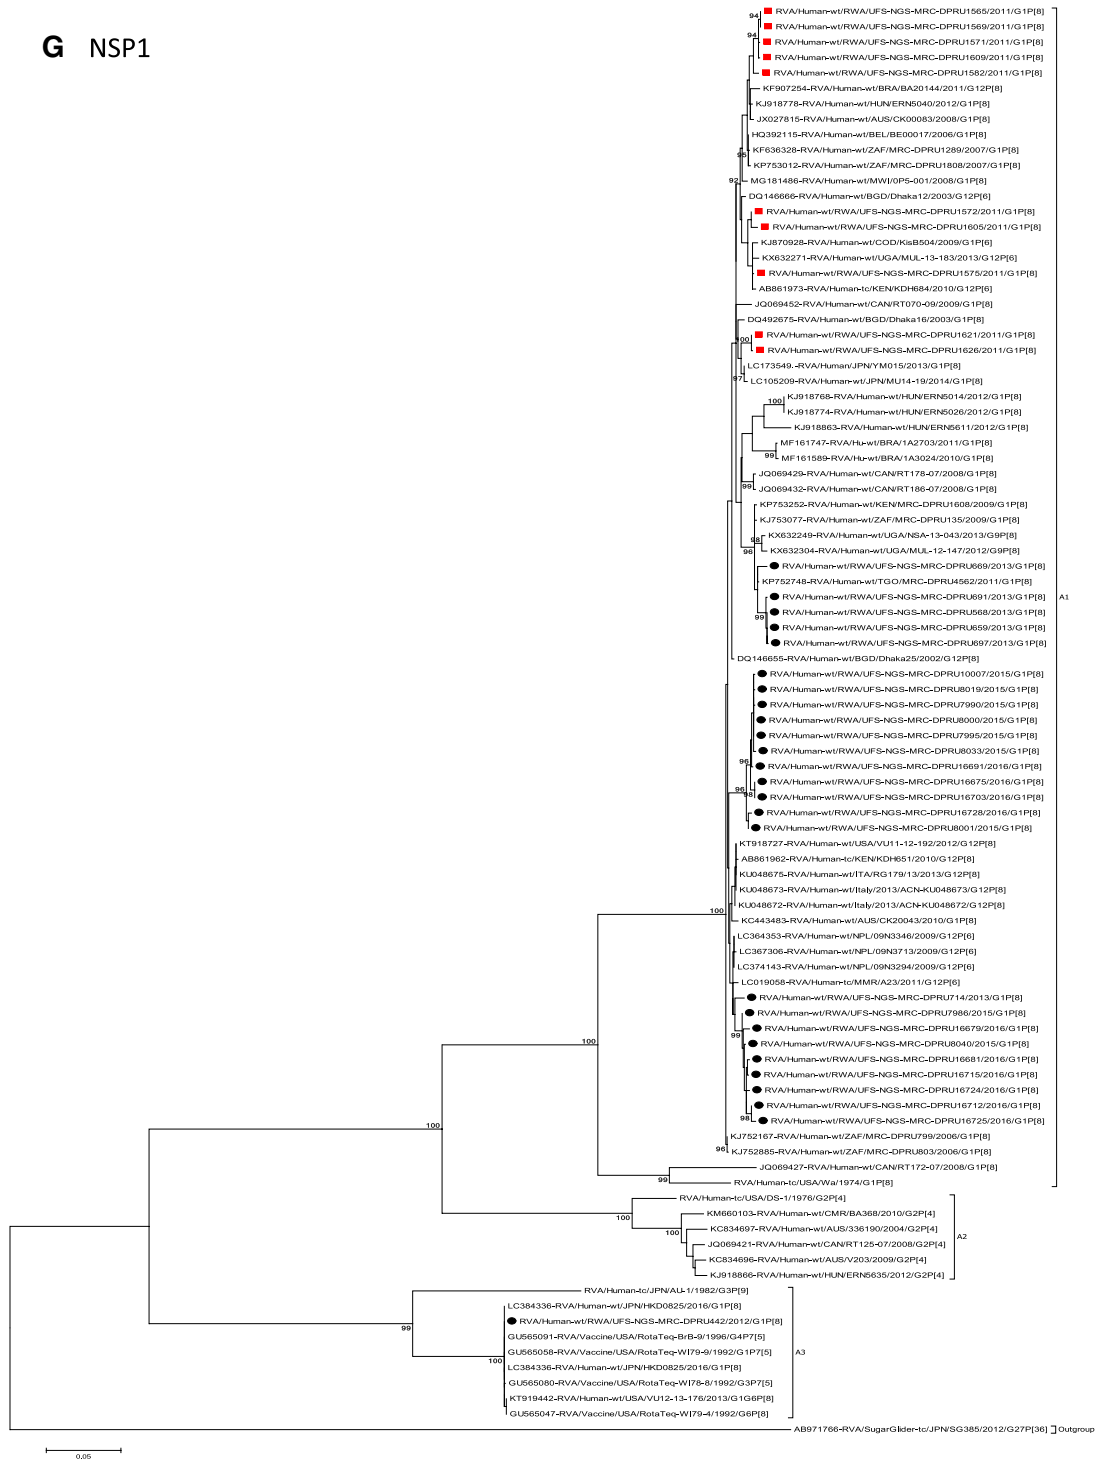 G NSP1
94
RVA/Human-wt/RWA/UFS-NGS-MRC-DPRU1565/2011/G1P[8]
RVA/Human-wt/RWA/UFS-NGS-MRC-DPRU1569/2011/G1P[8]
94
RVA/Human-wt/RWA/UFS-NGS-MRC-DPRU1571/2011/G1P[8]
RVA/Human-wt/RWA/UFS-NGS-MRC-DPRU1609/2011/G1P[8]
RVA/Human-wt/RWA/UFS-NGS-MRC-DPRU1582/2011/G1P[8]
KF907254-RVA/Human-wt/BRA/BA20144/2011/G12P[8]
KJ918778-RVA/Human-wt/HUN/ERN5040/2012/G1P[8]
JX027815-RVA/Human-wt/AUS/CK00083/2008/G1P[8]
HQ392115-RVA/Human-wt/BEL/BE00017/2006/G1P[8]
95
KF636328-RVA/Human-wt/ZAF/MRC-DPRU1289/2007/G1P[8]
KP753012-RVA/Human-wt/ZAF/MRC-DPRU1808/2007/G1P[8]
92
MG181486-RVA/Human-wt/MWI/0P5-001/2008/G1P[8]
DQ146666-RVA/Human-wt/BGD/Dhaka12/2003/G12P[6]
RVA/Human-wt/RWA/UFS-NGS-MRC-DPRU1572/2011/G1P[8]
RVA/Human-wt/RWA/UFS-NGS-MRC-DPRU1605/2011/G1P[8]
KJ870928-RVA/Human-wt/COD/KisB504/2009/G1P[6]
KX632271-RVA/Human-wt/UGA/MUL-13-183/2013/G12P[6]
RVA/Human-wt/RWA/UFS-NGS-MRC-DPRU1575/2011/G1P[8]
AB861973-RVA/Human-tc/KEN/KDH684/2010/G12P[6]
JQ069452-RVA/Human-wt/CAN/RT070-09/2009/G1P[8]
DQ492675-RVA/Human-wt/BGD/Dhaka16/2003/G1P[8]
100
RVA/Human-wt/RWA/UFS-NGS-MRC-DPRU1621/2011/G1P[8]
RVA/Human-wt/RWA/UFS-NGS-MRC-DPRU1626/2011/G1P[8]
LC173549.-RVA/Human/JPN/YM015/2013/G1P[8]
97
LC105209-RVA/Human-wt/JPN/MU14-19/2014/G1P[8]
KJ918768-RVA/Human-wt/HUN/ERN5014/2012/G1P[8]
100
KJ918774-RVA/Human-wt/HUN/ERN5026/2012/G1P[8]
KJ918863-RVA/Human-wt/HUN/ERN5611/2012/G1P[8]
MF161747-RVA/Hu-wt/BRA/1A2703/2011/G1P[8]
99
MF161589-RVA/Hu-wt/BRA/1A3024/2010/G1P[8]
JQ069429-RVA/Human-wt/CAN/RT178-07/2008/G1P[8]
99
JQ069432-RVA/Human-wt/CAN/RT186-07/2008/G1P[8]
KP753252-RVA/Human-wt/KEN/MRC-DPRU1608/2009/G1P[8]
KJ753077-RVA/Human-wt/ZAF/MRC-DPRU135/2009/G1P[8]
KX632249-RVA/Human-wt/UGA/NSA-13-043/2013/G9P[8]
98
96
KX632304-RVA/Human-wt/UGA/MUL-12-147/2012/G9P[8]
RVA/Human-wt/RWA/UFS-NGS-MRC-DPRU669/2013/G1P[8]
KP752748-RVA/Human-wt/TGO/MRC-DPRU4562/2011/G1P[8]
RVA/Human-wt/RWA/UFS-NGS-MRC-DPRU691/2013/G1P[8]
A1
RVA/Human-wt/RWA/UFS-NGS-MRC-DPRU568/2013/G1P[8]
99
RVA/Human-wt/RWA/UFS-NGS-MRC-DPRU659/2013/G1P[8]
RVA/Human-wt/RWA/UFS-NGS-MRC-DPRU697/2013/G1P[8]
DQ146655-RVA/Human-wt/BGD/Dhaka25/2002/G12P[8]
RVA/Human-wt/RWA/UFS-NGS-MRC-DPRU10007/2015/G1P[8]
RVA/Human-wt/RWA/UFS-NGS-MRC-DPRU8019/2015/G1P[8]
RVA/Human-wt/RWA/UFS-NGS-MRC-DPRU7990/2015/G1P[8]
RVA/Human-wt/RWA/UFS-NGS-MRC-DPRU8000/2015/G1P[8]
RVA/Human-wt/RWA/UFS-NGS-MRC-DPRU7995/2015/G1P[8]
RVA/Human-wt/RWA/UFS-NGS-MRC-DPRU8033/2015/G1P[8]
96
RVA/Human-wt/RWA/UFS-NGS-MRC-DPRU16691/2016/G1P[8]
RVA/Human-wt/RWA/UFS-NGS-MRC-DPRU16675/2016/G1P[8]
96
98
RVA/Human-wt/RWA/UFS-NGS-MRC-DPRU16703/2016/G1P[8]
RVA/Human-wt/RWA/UFS-NGS-MRC-DPRU16728/2016/G1P[8]
RVA/Human-wt/RWA/UFS-NGS-MRC-DPRU8001/2015/G1P[8]
KT918727-RVA/Human-wt/USA/VU11-12-192/2012/G12P[8]
AB861962-RVA/Human-tc/KEN/KDH651/2010/G12P[8]
KU048675-RVA/Human-wt/ITA/RG179/13/2013/G12P[8]
KU048673-RVA/Human-wt/Italy/2013/ACN-KU048673/G12P[8]
KU048672-RVA/Human-wt/Italy/2013/ACN-KU048672/G12P[8]
100
KC443483-RVA/Human-wt/AUS/CK20043/2010/G1P[8]
LC364353-RVA/Human-wt/NPL/09N3346/2009/G12P[6]
LC367306-RVA/Human-wt/NPL/09N3713/2009/G12P[6]
LC374143-RVA/Human-wt/NPL/09N3294/2009/G12P[6]
LC019058-RVA/Human-tc/MMR/A23/2011/G12P[6]
RVA/Human-wt/RWA/UFS-NGS-MRC-DPRU714/2013/G1P[8]
RVA/Human-wt/RWA/UFS-NGS-MRC-DPRU7986/2015/G1P[8]
99
RVA/Human-wt/RWA/UFS-NGS-MRC-DPRU16679/2016/G1P[8]
100
RVA/Human-wt/RWA/UFS-NGS-MRC-DPRU8040/2015/G1P[8]
RVA/Human-wt/RWA/UFS-NGS-MRC-DPRU16681/2016/G1P[8]
RVA/Human-wt/RWA/UFS-NGS-MRC-DPRU16715/2016/G1P[8]
RVA/Human-wt/RWA/UFS-NGS-MRC-DPRU16724/2016/G1P[8]
RVA/Human-wt/RWA/UFS-NGS-MRC-DPRU16712/2016/G1P[8]
98
RVA/Human-wt/RWA/UFS-NGS-MRC-DPRU16725/2016/G1P[8]
100
KJ752167-RVA/Human-wt/ZAF/MRC-DPRU799/2006/G1P[8]
96
KJ752885-RVA/Human-wt/ZAF/MRC-DPRU803/2006/G1P[8]
JQ069427-RVA/Human-wt/CAN/RT172-07/2008/G1P[8]
99
RVA/Human-tc/USA/Wa/1974/G1P[8]
RVA/Human-tc/USA/DS-1/1976/G2P[4]
100
KM660103-RVA/Human-wt/CMR/BA368/2010/G2P[4]
100
KC834697-RVA/Human-wt/AUS/336190/2004/G2P[4]
A2
JQ069421-RVA/Human-wt/CAN/RT125-07/2008/G2P[4]
KC834696-RVA/Human-wt/AUS/V203/2009/G2P[4]
KJ918866-RVA/Human-wt/HUN/ERN5635/2012/G2P[4]
RVA/Human-tc/JPN/AU-1/1982/G3P[9]
LC384336-RVA/Human-wt/JPN/HKD0825/2016/G1P[8]
99
RVA/Human-wt/RWA/UFS-NGS-MRC-DPRU442/2012/G1P[8]
GU565091-RVA/Vaccine/USA/RotaTeq-BrB-9/1996/G4P7[5]
GU565058-RVA/Vaccine/USA/RotaTeq-WI79-9/1992/G1P7[5]
A3
100
LC384336-RVA/Human-wt/JPN/HKD0825/2016/G1P[8]
GU565080-RVA/Vaccine/USA/RotaTeq-WI78-8/1992/G3P7[5]
KT919442-RVA/Human-wt/USA/VU12-13-176/2013/G1G6P[8]
GU565047-RVA/Vaccine/USA/RotaTeq-WI79-4/1992/G6P[8]
AB971766-RVA/SugarGlider-tc/JPN/SG385/2012/G27P[36] Outgroup
0.05